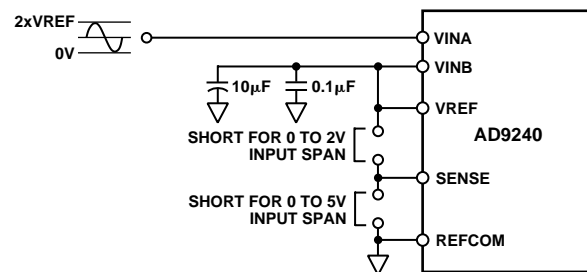 2xVREF
0V
VINA
VINB
10µF
0.1µF
VREF
AD9240
SHORT FOR 0 TO 2V
INPUT SPAN
SENSE
SHORT FOR 0 TO 5V
INPUT SPAN
REFCOM